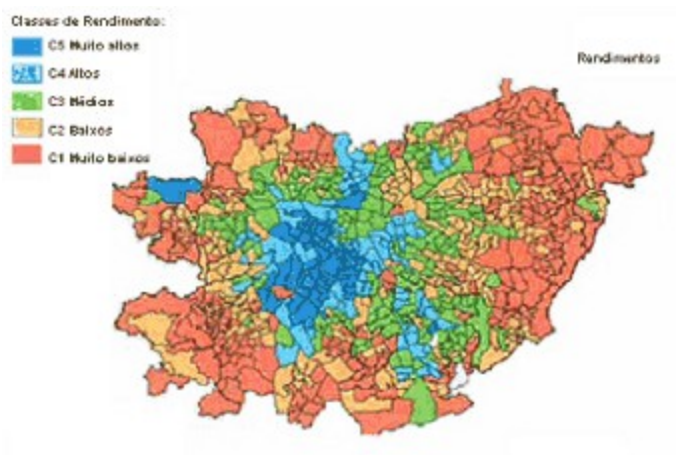 Classes de Rendimento:
C5 Muito altos
C4 Altos
C3 Médios
C2 Baixos
C1 Muito baixos
Rendimentos